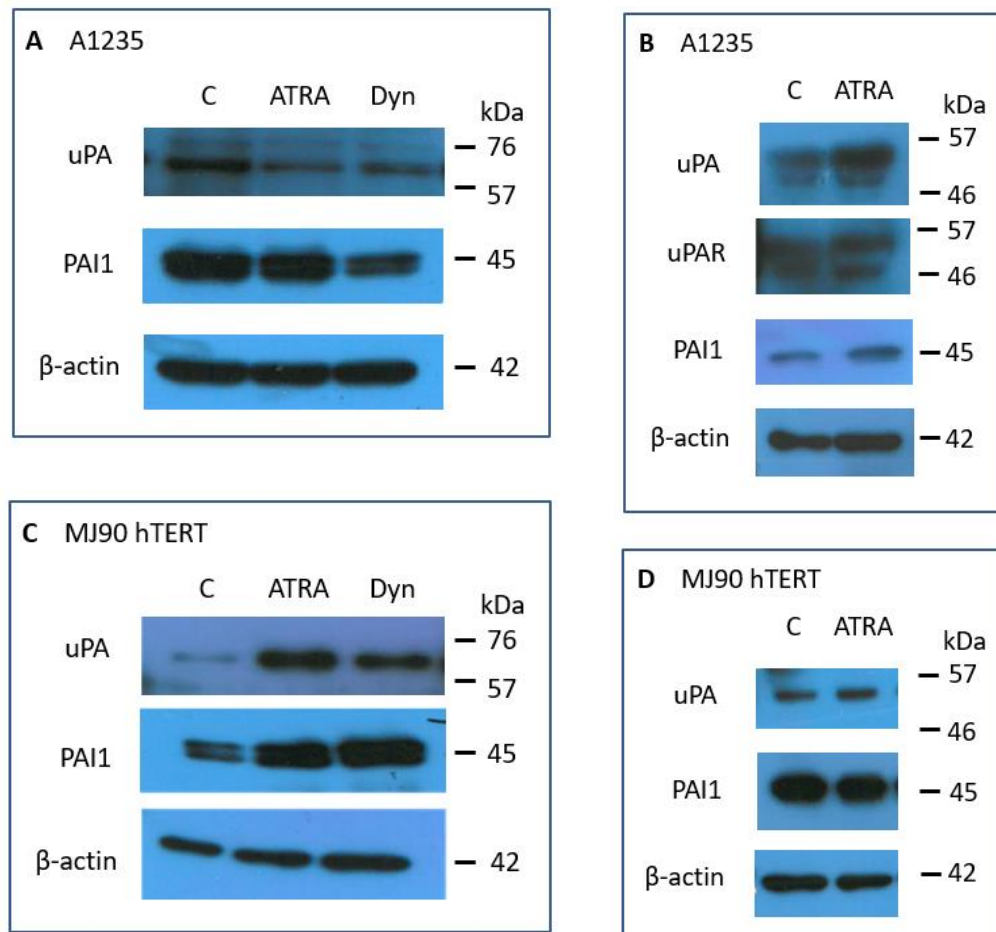 A A1235
C ATRA Dyn
kDa
uPA
76
57
PAI1
45
β-actin
42
B A1235
C ATRA
kDa
uPA
57
46
uPAR
57
46
PAI1
45
β-actin
42
C MJ90 hTERT
C ATRA Dyn
kDa
uPA
76
57
PAI1
45
β-actin
42
D MJ90 hTERT
C ATRA
kDa
uPA
57
46
PAI1
45
β-actin
42